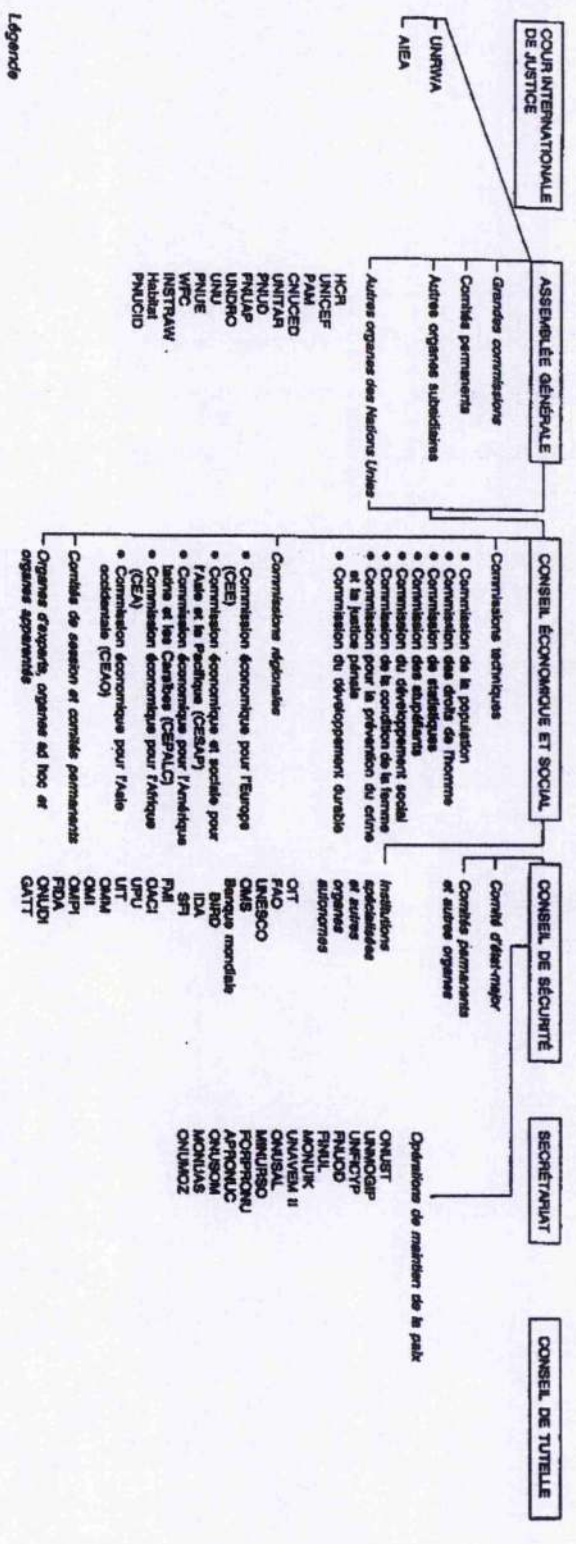 COUR INTERNATIONALE
DE JUSTICE
UNRWA
AIEA
ASSEMBLÉE GÉNÉRALE
Grandes commissions
Comités permanents
Autres organes subsidiaires
Autres organes des Nations Unies
HCR
UNICEF
PAM
CNUCED
UNITAR
PNUD
FNUAP
UNDRO
UNU
PNUE
WFC
INSTRAW
Habitat
PNUCID
CONSEIL ÉCONOMIQUE ET SOCIAL
Commissions techniques
• Commission de la population
• Commission des droits de l'homme
• Commission de statistiques
• Commission des stupéfiants
• Commission du développement social
• Commission de la condition de la femme
• Commission pour la prévention du crime
et la justice pénale
• Commission du développement durable
Commissions régionales
• Commission économique pour l'Europe
(CEE)
• Commission économique et sociale pour
l'Asie et le Pacifique (CESAP)
• Commission économique pour l'Amérique
latine et les Caraïbes (CEPALC)
• Commission économique pour l'Afrique
(CEA)
• Commission économique pour l'Asie
occidentale (CEAO)
Comités de session et comités permanents
Organes d'experts, organes ad hoc et
organes apparentés
CONSEIL DE SÉCURITÉ
Comité d'état-major
Comités permanents
et autres organes
Institutions
spécialisées
et autres
organes
autonomes
OIT
FAO
UNESCO
OMS
Banque mondiale
BIRD
IDA
SFI
FMI
OACI
UPU
UIT
OMM
OMI
OMPI
FIDA
ONUDI
GATT
SECRÉTARIAT
Opérations de maintien de la paix
ONUST
UNMOGIP
UNFICYP
FNUOD
FINUL
MONUIK
UNAVEM II
ONUSAL
MINURSO
FORPRONU
APRONUC
ONUSOM
MONUAS
ONUMOZ
CONSEIL DE TUTELLE
Légende